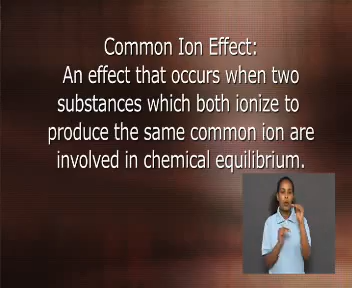 Common Ion Effect:
An effect that occurs when two
substances which both ionize to
produce the same common ion are
involved in chemical equilibrium.